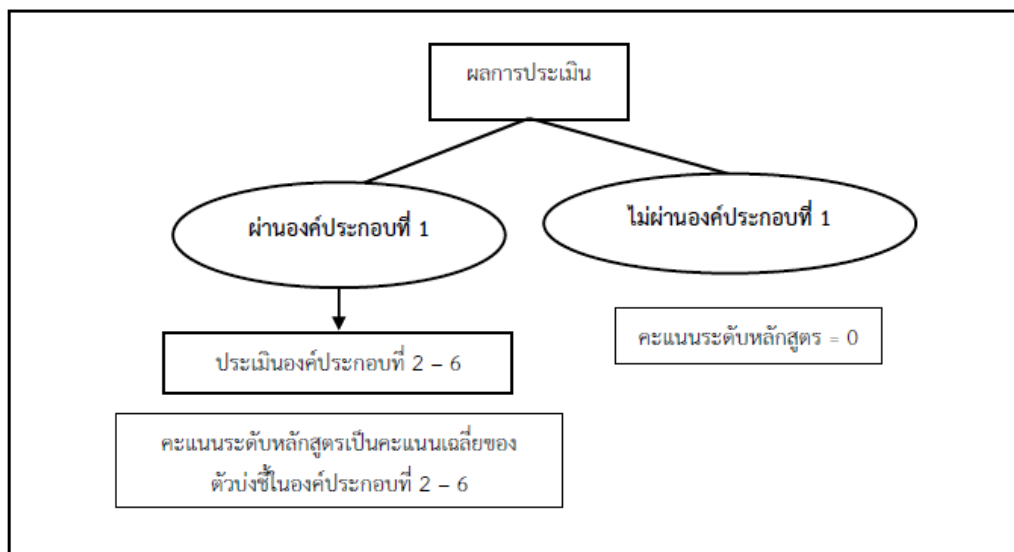 ผลการประเมิน
ผ่านองค์ประกอบที่ 1
ไม่ผ่านองค์ประกอบที่ 1
คะแนนระดับหลักสูตร = 0
ประเมินองค์ประกอบที่ 2 – 6
คะแนนระดับหลักสูตรเป็นคะแนนเฉลี่ยของ
ตัวบ่งชี้ในองค์ประกอบที่ 2 – 6